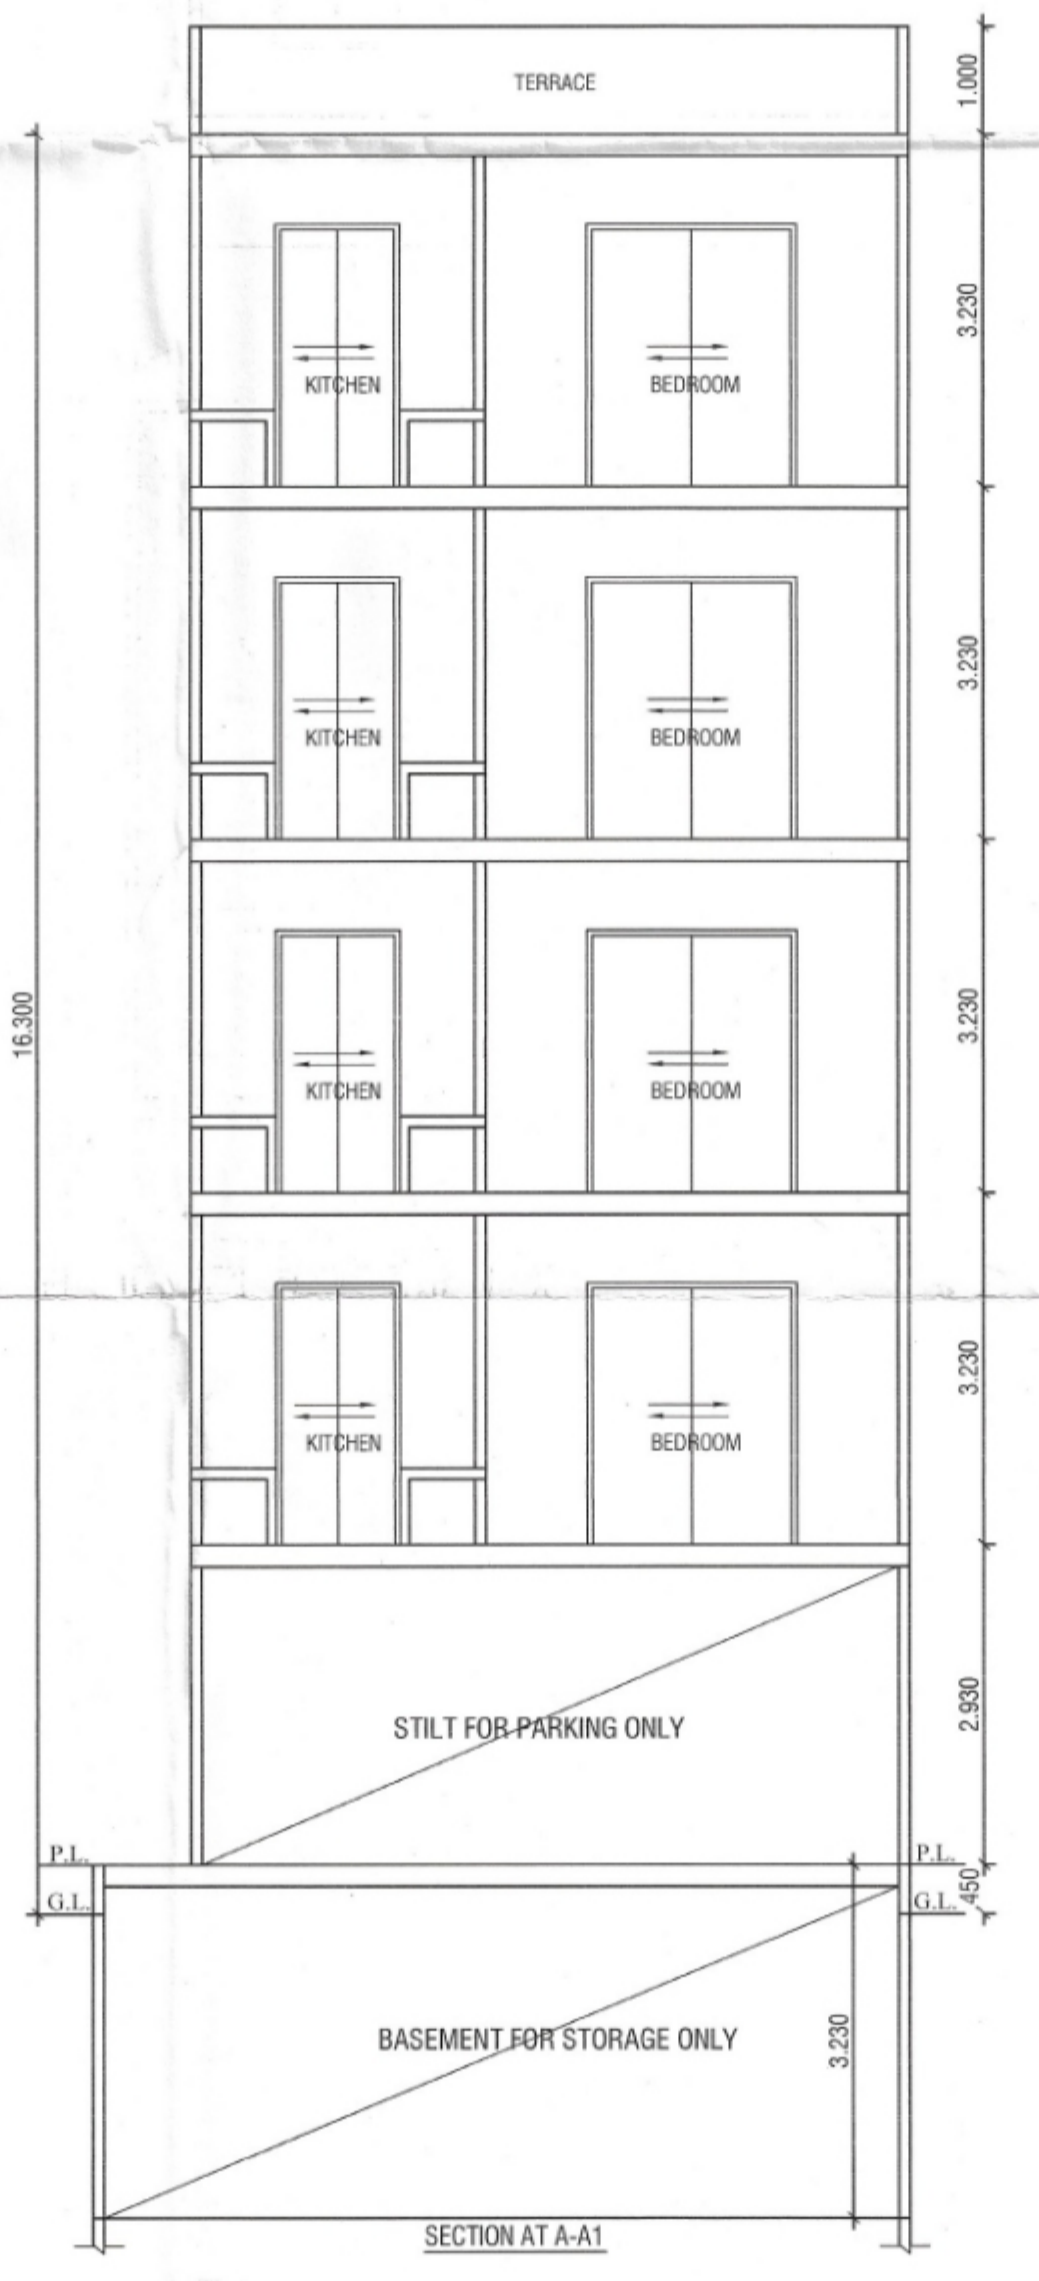 TERRACE
1.000
3.230
KITCHEN
BEDROOM
3.230
KITCHEN
BEDROOM
16.300
3.230
KITCHEN
BEDROOM
3.230
KITCHEN
BEDROOM
2.930
STILT FOR PARKING ONLY
P.L.
P.L.
G.L.
G.L.
.450
BASEMENT FOR STORAGE ONLY
3.230
SECTION AT A-A1